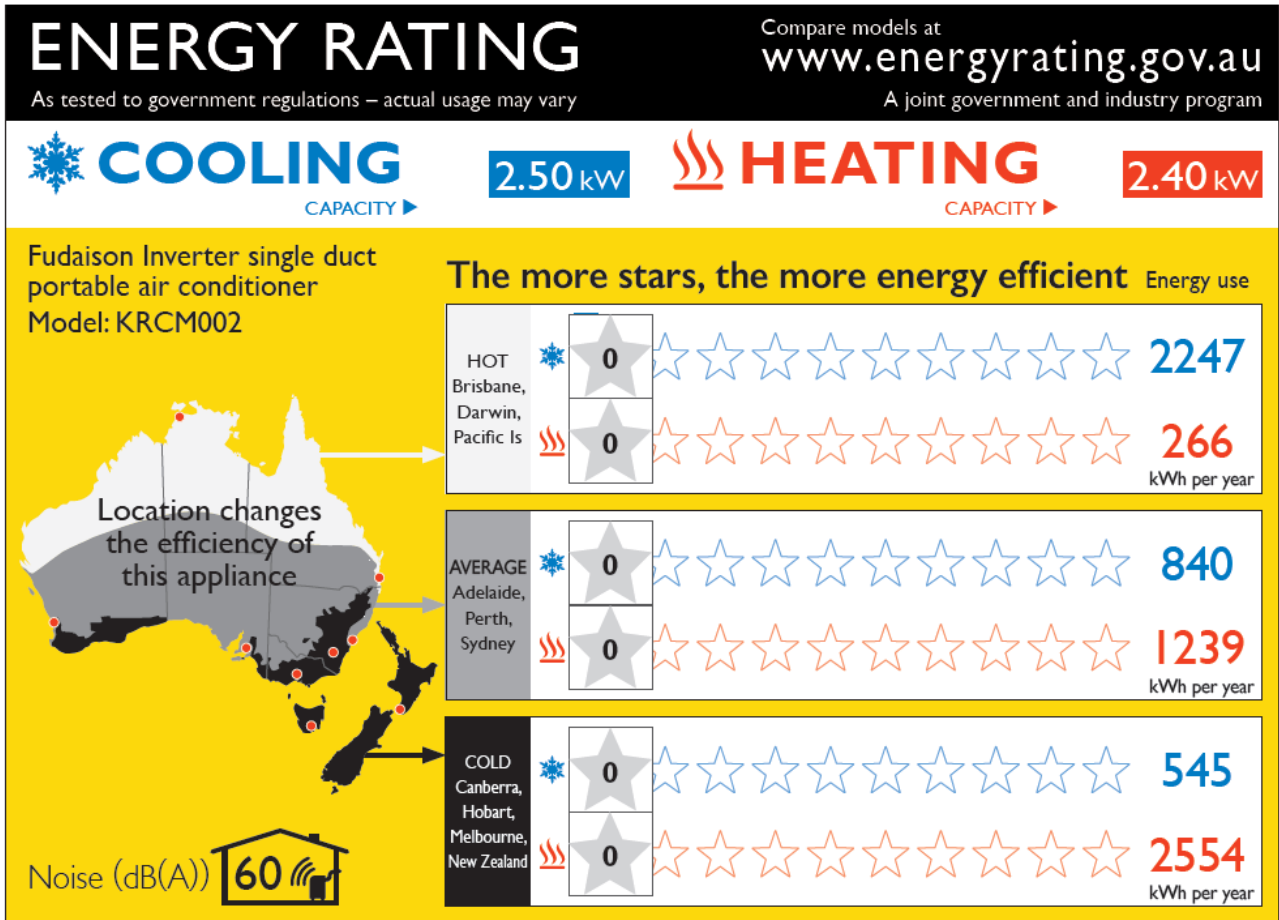 ENERGY RATING
As tested to government regulations – actual usage may vary
Compare models at
www.energyrating.gov.au
A joint government and industry program
COOLING
CAPACITY
2.50 kW
HEATING
CAPACITY
2.40 kW
Fudaison Inverter single duct
portable air conditioner
Model: KRCM002
Location changes
the efficiency of
this appliance
Noise (dB(A))
60
The more stars, the more energy efficient
Energy use
HOT
Brisbane,
Darwin,
Pacific Is
0
2247
0
266
kWh per year
AVERAGE
Adelaide,
Perth,
Sydney
0
840
0
1239
kWh per year
COLD
Canberra,
Hobart,
Melbourne,
New Zealand
0
545
0
2554
kWh per year